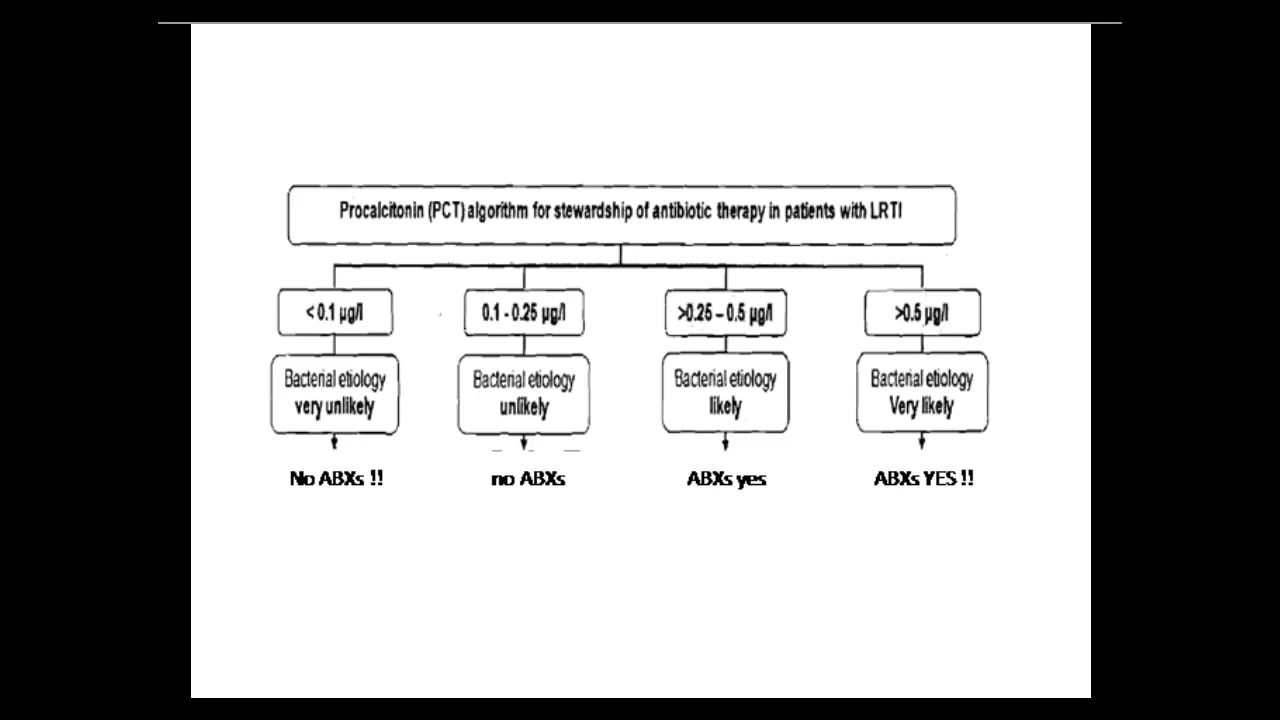 Procalcitonin (PCT) algorithm for stewardship of antibiotic therapy in patients with LRTI
< 0.1 µg/l
0.1 - 0.25 µg/l
>0.25 – 0.5 µg/l
>0.5 µg/l
Bacterial etiology
very unlikely
Bacterial etiology
unlikely
Bacterial etiology
likely
Bacterial etiology
Very likely
No ABXs !!
no ABXs
ABXs yes
ABXs YES !!